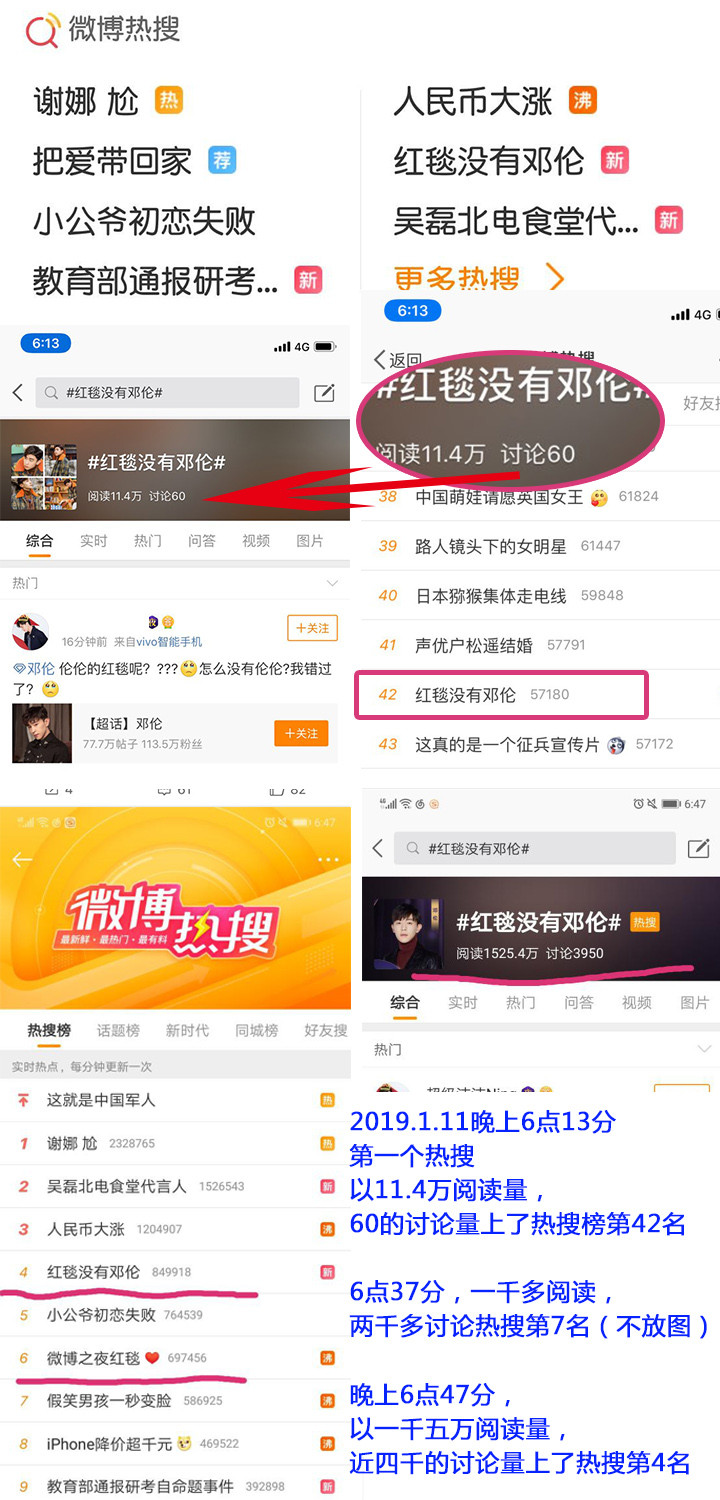 微博热搜
谢娜 尬 热
人民币大涨 沸
把爱带回家 荐
红毯没有邓伦 新
小公爷初恋失败
吴磊北电食堂代... 新
教育部通报研考... 新
更多热搜
6:13
4G
#红毯没有邓伦#
#红毯没有邓伦#
阅读11.4万 讨论60
综合 实时 热门 问答 视频 图片
热门
16分钟前 来自vivo智能手机
+关注
邓伦 伦伦的红毯呢？???怎么没有伦伦?我错过
了？
【超话】邓伦
77.7万帖子 113.5万粉丝
+关注
4 61 82
6:13
4G
返回
好友搜
#红毯没有邓伦#
阅读11.4万 讨论60
38 中国萌娃请愿英国女王 61824
39 路人镜头下的女明星 61447
40 日本猕猴集体走电线 59848
41 声优户松遥结婚 57791
42 红毯没有邓伦 57180
43 这真的是一个征兵宣传片 57172
6:47
微博热搜
最新鲜·最热门·最有料
热搜榜 话题榜 新时代 同城榜 好友搜
实时热点，每分钟更新一次
这就是中国军人 热
1 谢娜 尬 2328765 热
2 吴磊北电食堂代言人 1526543 新
3 人民币大涨 1204907 沸
4 红毯没有邓伦 849918 新
5 小公爷初恋失败 764539
6 微博之夜红毯 697456 沸
7 假笑男孩一秒变脸 586925 沸
8 iPhone降价超千元 469522 沸
9 教育部通报研考自命题事件 392898 新
6:47
#红毯没有邓伦#
#红毯没有邓伦# 热搜
阅读1525.4万 讨论3950
综合 实时 热门 问答 视频 图片
热门
2019.1.11晚上6点13分
第一个热搜
以11.4万阅读量，
60的讨论量上了热搜榜第42名
6点37分，一千多阅读，
两千多讨论热搜第7名（不放图）
晚上6点47分，
以一千五万阅读量，
近四千的讨论量上了热搜第4名